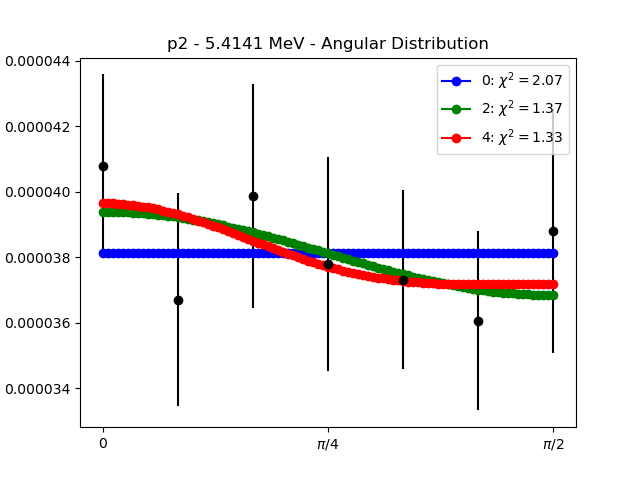 p2 - 5.4141 MeV - Angular Distribution
0.000044
0.000042
0.000040
0.000038
0.000036
0.000034
0: χ² = 2.07
2: χ² = 1.37
4: χ² = 1.33
0
π/4
π/2